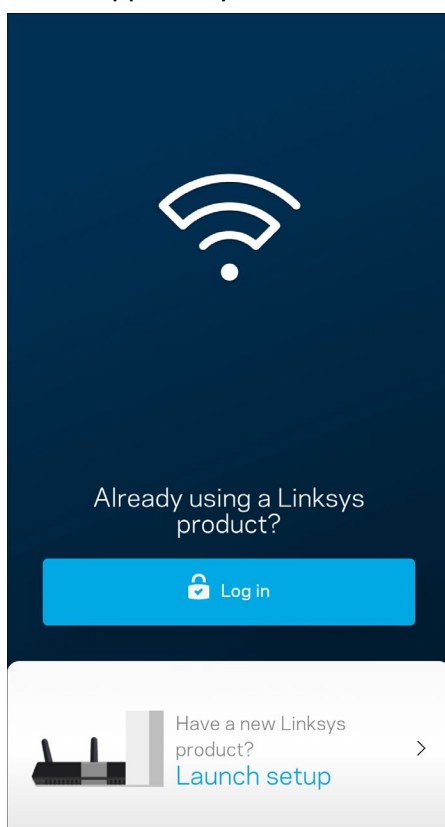 Already using a Linksys
product?
Log in
Have a new Linksys
product?
Launch setup